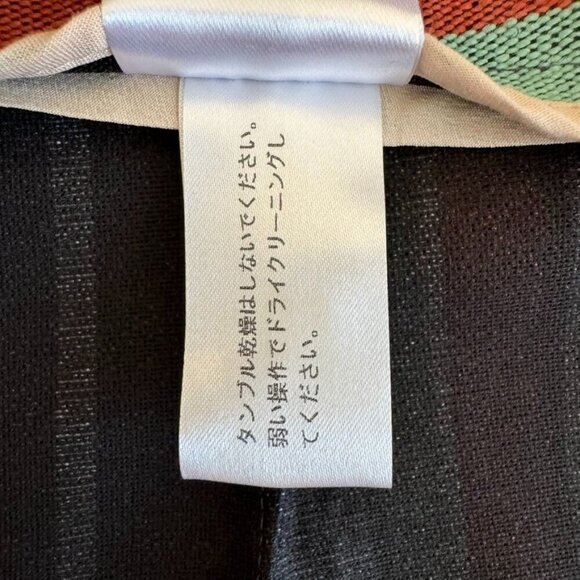 タンブル乾燥はしないでください。
弱い操作でドライクリーニングし
てください。